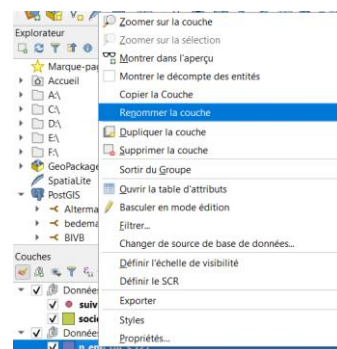 Explorateur
Marque-pa
Accueil
A:\
C:\
D:\
E:\
F:\
GeoPackage
SpatiaLite
PostGIS
Alterma
bedema
BIVB
Couches
Données
suiv
socié
Données
Zoomer sur la couche
Zoomer sur la sélection
Montrer dans l'aperçu
Montrer le décompte des entités
Copier la Couche
Renommer la couche
Dupliquer la couche
Supprimer la couche
Sortir du Groupe
Ouvrir la table d'attributs
Basculer en mode édition
Filtrer...
Changer de source de base de données...
Définir l'échelle de visibilité
Définir le SCR
Exporter
Styles
Propriétés...